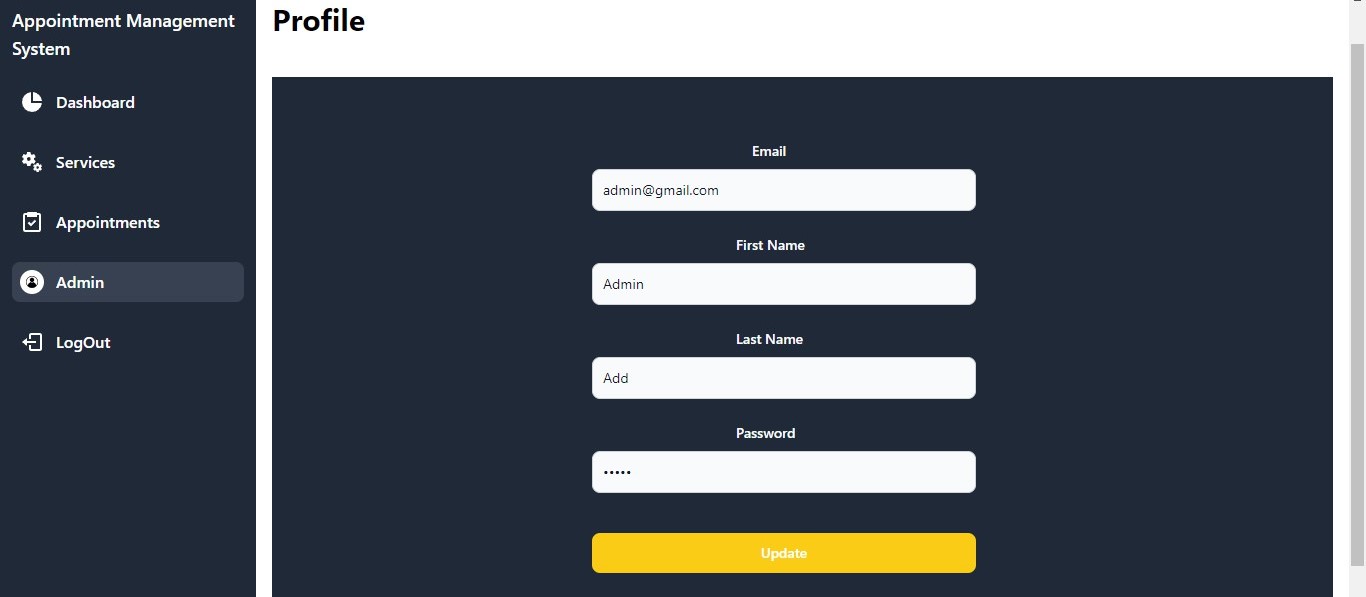 Appointment Management
System
Dashboard
Services
Appointments
Admin
LogOut
Profile
Email
admin@gmail.com
First Name
Admin
Last Name
Add
Password
•••••
Update